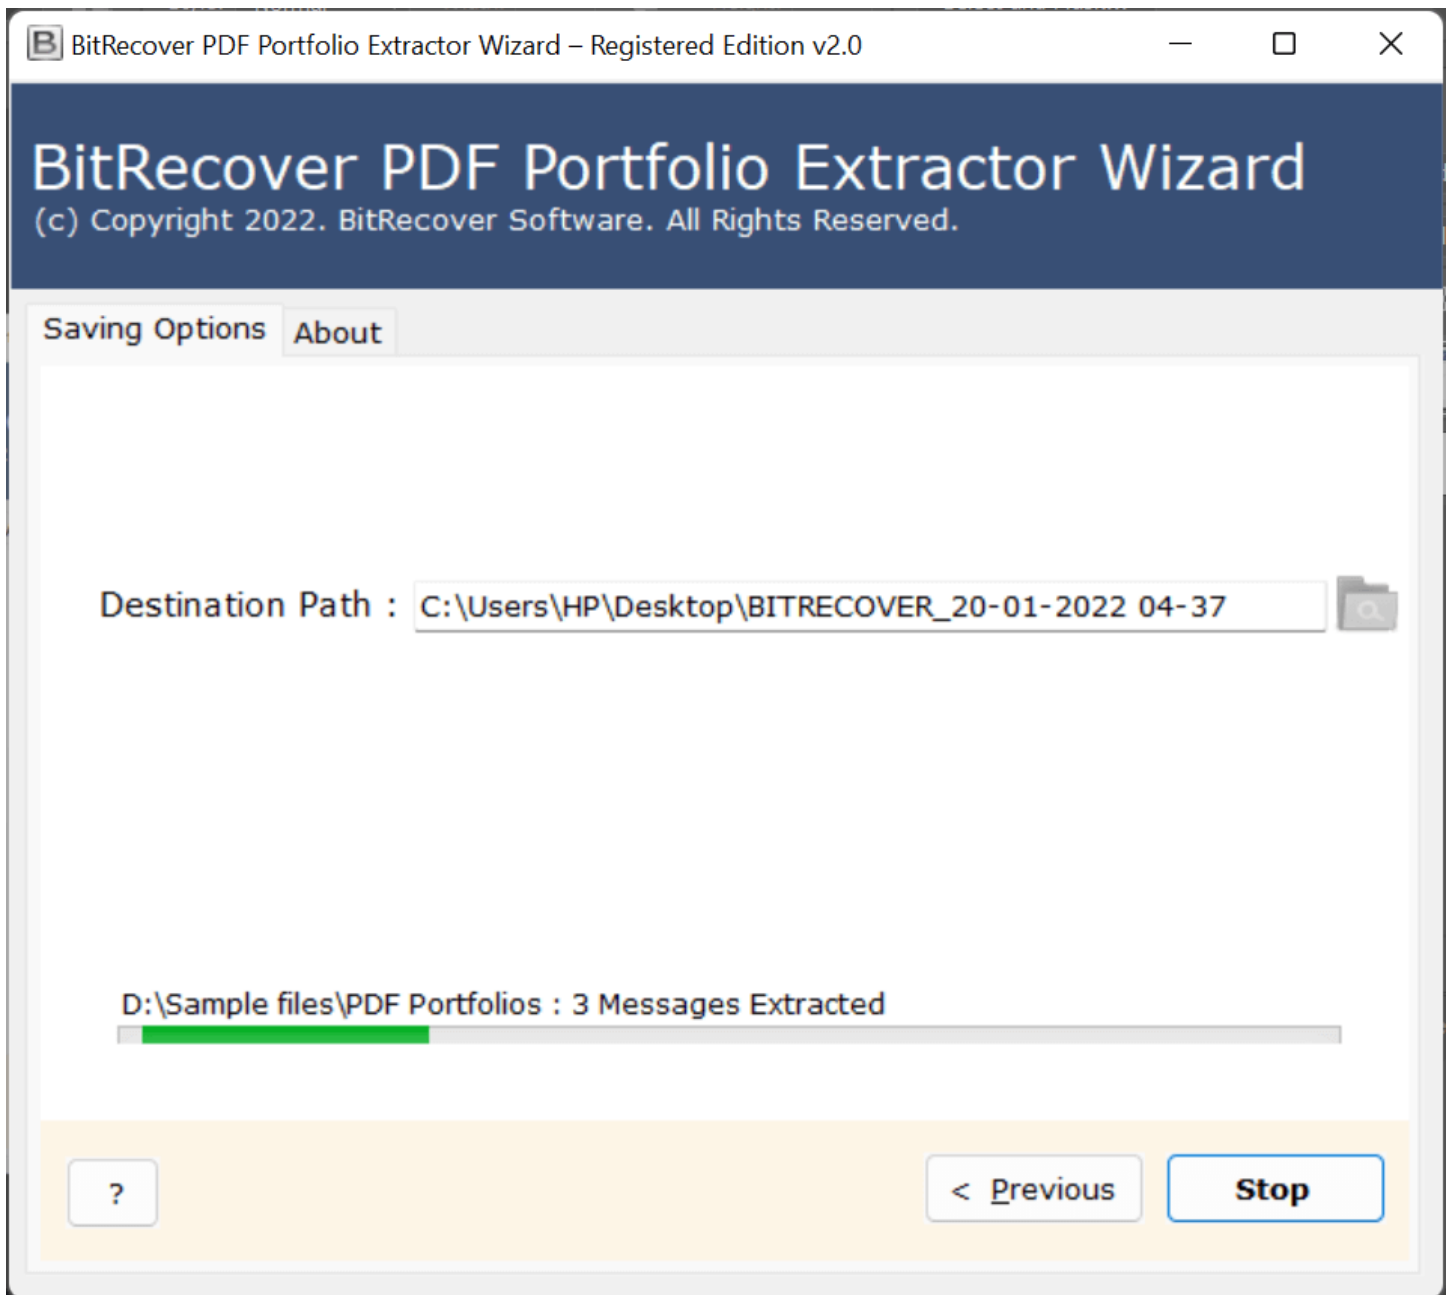 BitRecover PDF Portfolio Extractor Wizard – Registered Edition v2.0
BitRecover PDF Portfolio Extractor Wizard
(c) Copyright 2022. BitRecover Software. All Rights Reserved.
Saving Options About
Destination Path : C:\Users\HP\Desktop\BITRECOVER_20-01-2022 04-37
D:\Sample files\PDF Portfolios : 3 Messages Extracted
? < Previous Stop